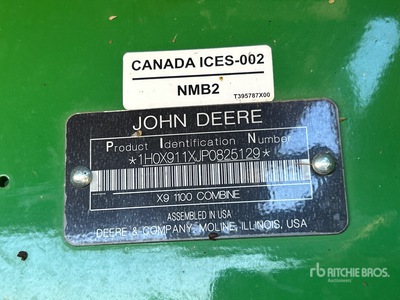 CANADA ICES-002
NMB2
T395787X00
JOHN DEERE
Product Identification Number
*1H0X911XJP0825129*
X9 1100 COMBINE
ASSEMBLED IN USA
DEERE & COMPANY, MOLINE, ILLINOIS, USA
rb RITCHIE BROS.
Auctioneers